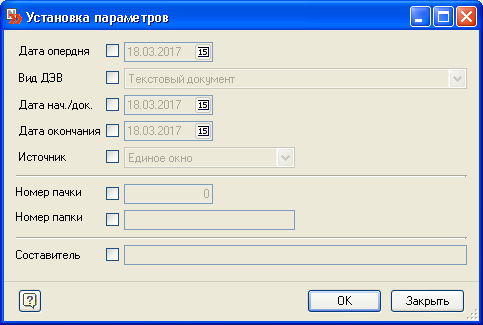 Установка параметров
Дата опердня 18.03.2017 15
Вид ДЭВ Текстовый документ
Дата нач./док. 18.03.2017 15
Дата окончания 18.03.2017 15
Источник Единое окно
Номер пачки 0
Номер папки
Составитель
? OK Закрыть